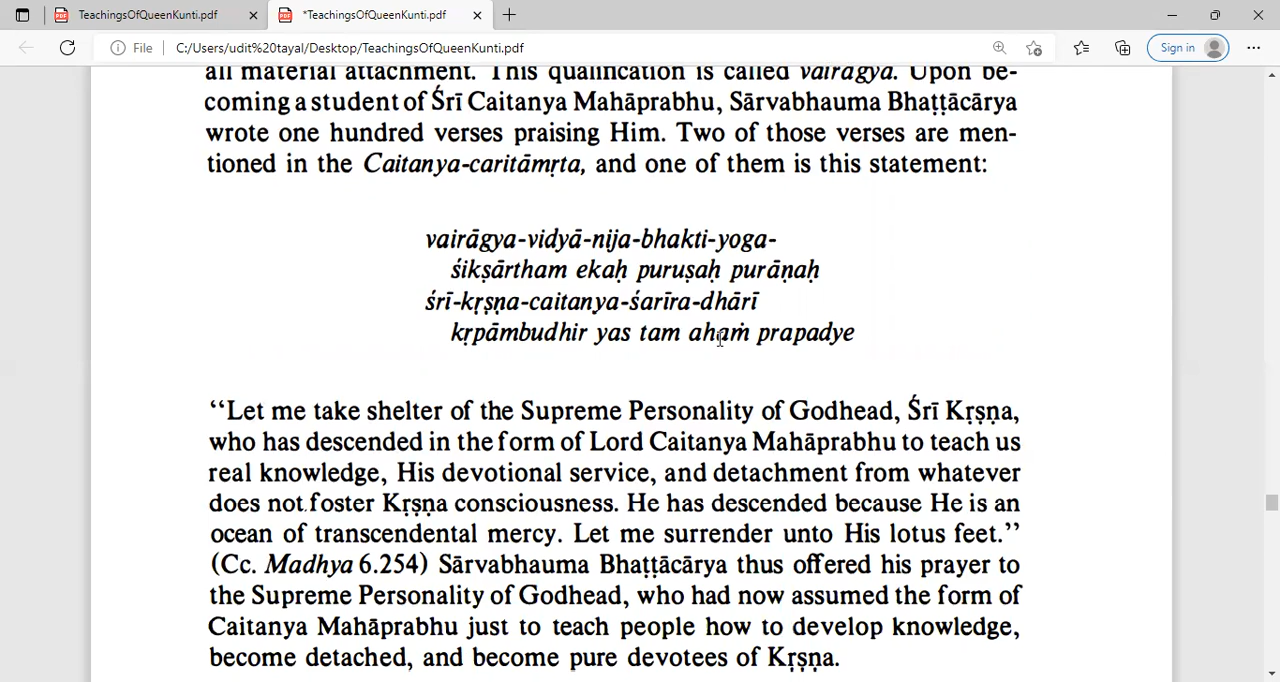 TeachingsOfQueenKunti.pdf
*TeachingsOfQueenKunti.pdf
File C:/Users/udit%20tayal/Desktop/TeachingsOfQueenKunti.pdf Sign in
all material attachment. This qualification is called vairāgya. Upon be-
coming a student of Śrī Caitanya Mahāprabhu, Sārvabhauma Bhaṭṭācārya
wrote one hundred verses praising Him. Two of those verses are men-
tioned in the Caitanya-caritāmṛta, and one of them is this statement:
vairāgya-vidyā-nija-bhakti-yoga-
śikṣārtham ekaḥ puruṣaḥ purāṇaḥ
śrī-kṛṣṇa-caitanya-śarīra-dhārī
kṛpāmbudhir yas tam ahaṁ prapadye
‘‘Let me take shelter of the Supreme Personality of Godhead, Śrī Kṛṣṇa,
who has descended in the form of Lord Caitanya Mahāprabhu to teach us
real knowledge, His devotional service, and detachment from whatever
does not foster Kṛṣṇa consciousness. He has descended because He is an
ocean of transcendental mercy. Let me surrender unto His lotus feet.’’
(Cc. Madhya 6.254) Sārvabhauma Bhaṭṭācārya thus offered his prayer to
the Supreme Personality of Godhead, who had now assumed the form of
Caitanya Mahāprabhu just to teach people how to develop knowledge,
become detached, and become pure devotees of Kṛṣṇa.